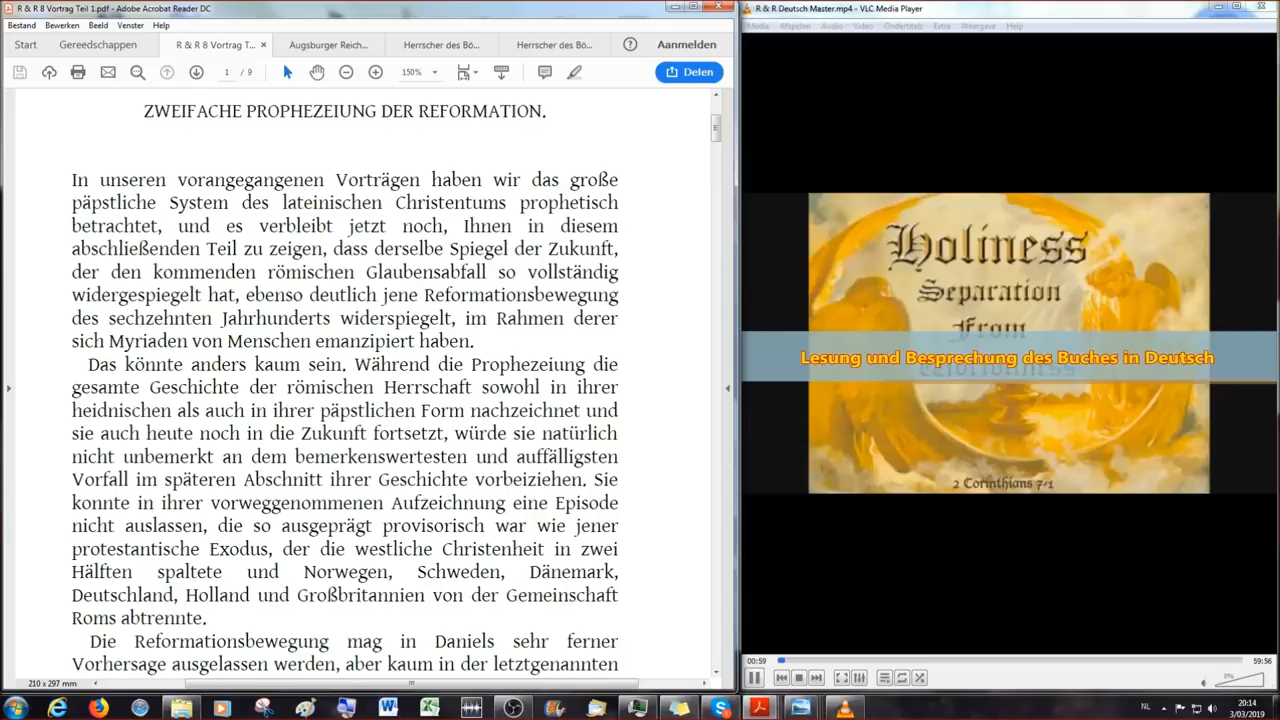 R & R 8 Vortrag Teil 1.pdf - Adobe Acrobat Reader DC
Bestand Bewerken Beeld Venster Help
Start Gereedschappen R & R 8 Vortrag T... × Augsburger Reich... Herrscher des Bö... Herrscher des Bö... Anmelden
1 / 9 150% Delen
ZWEIFACHE PROPHEZEIUNG DER REFORMATION.
In unseren vorangegangenen Vorträgen haben wir das große
päpstliche System des lateinischen Christentums prophetisch
betrachtet, und es verbleibt jetzt noch, Ihnen in diesem
abschließenden Teil zu zeigen, dass derselbe Spiegel der Zukunft,
der den kommenden römischen Glaubensabfall so vollständig
widergespiegelt hat, ebenso deutlich jene Reformationsbewegung
des sechzehnten Jahrhunderts widerspiegelt, im Rahmen derer
sich Myriaden von Menschen emanzipiert haben.
Das könnte anders kaum sein. Während die Prophezeiung die
gesamte Geschichte der römischen Herrschaft sowohl in ihrer
heidnischen als auch in ihrer päpstlichen Form nachzeichnet und
sie auch heute noch in die Zukunft fortsetzt, würde sie natürlich
nicht unbemerkt an dem bemerkenswertesten und auffälligsten
Vorfall im späteren Abschnitt ihrer Geschichte vorbeiziehen. Sie
konnte in ihrer vorweggenommenen Aufzeichnung eine Episode
nicht auslassen, die so ausgeprägt provisorisch war wie jener
protestantische Exodus, der die westliche Christenheit in zwei
Hälften spaltete und Norwegen, Schweden, Dänemark,
Deutschland, Holland und Großbritannien von der Gemeinschaft
Roms abtrennte.
Die Reformationsbewegung mag in Daniels sehr ferner
Vorhersage ausgelassen werden, aber kaum in der letztgenannten
210 x 297 mm
R & R Deutsch Master.mp4 - VLC Media Player
Media Afspelen Audio Video Ondertitels Extra Weergave Help
Holiness
Separation
From
Lesung und Besprechung des Buches in Deutsch
Worldliness
2 Corinthians 7:1
00:59 59:56
0%
NL 20:14
3/03/2019